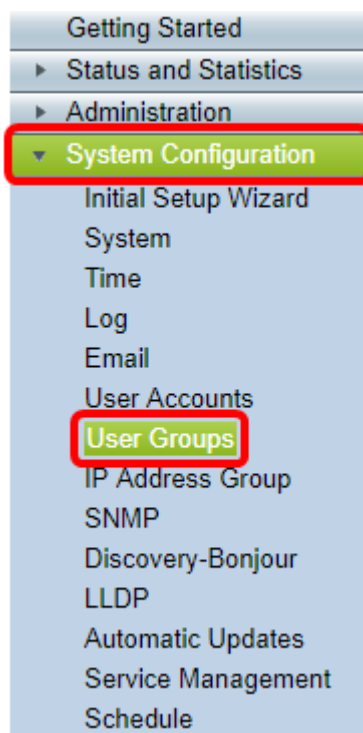 Getting Started
Status and Statistics
Administration
System Configuration
Initial Setup Wizard
System
Time
Log
Email
User Accounts
User Groups
IP Address Group
SNMP
Discovery-Bonjour
LLDP
Automatic Updates
Service Management
Schedule